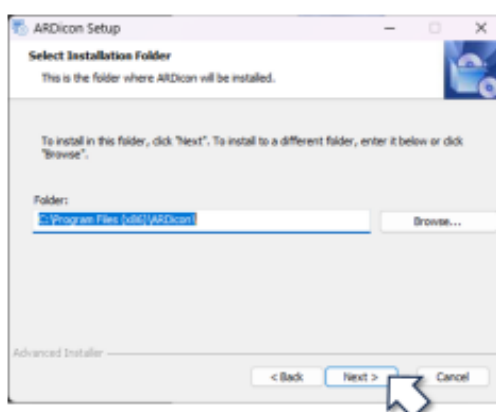 ARDicon Setup
Select Installation Folder
This is the folder where ARDicon will be installed.
To install in this folder, click "Next". To install to a different folder, enter it below or click
"Browse".
Folder:
C:\Program Files (x86)\ARDicon\
Browse...
Advanced Installer
< Back
Next >
Cancel